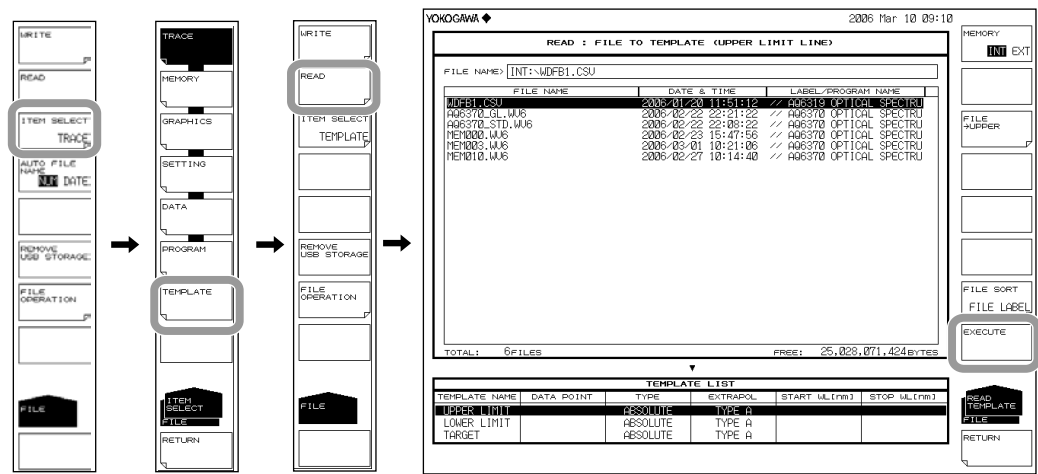 WRITE
READ
ITEM SELECT
TRACE
AUTO FILE
NAME
NUM DATE
REMOVE
USB STORAGE
FILE
OPERATION
FILE
TRACE
MEMORY
GRAPHICS
SETTING
DATA
PROGRAM
TEMPLATE
ITEM
SELECT
FILE
RETURN
WRITE
READ
ITEM SELECT
TEMPLATE
REMOVE
USB STORAGE
FILE
OPERATION
FILE
YOKOGAWA 2006 Mar 10 09:10
READ : FILE TO TEMPLATE (UPPER LIMIT LINE)
FILE NAME> INT:\WDFB1.CSV
FILE NAME DATE & TIME LABEL/PROGRAM NAME
WDFB1.CSV 2006/01/20 11:51:12 // AQ6319 OPTICAL SPECTRU
AQ6370_GL.WV6 2006/02/22 22:21:22 // AQ6370 OPTICAL SPECTRU
AQ6370_STD.WV6 2006/02/22 22:08:22 // AQ6370 OPTICAL SPECTRU
MEM000.WV6 2006/02/23 15:47:56 // AQ6370 OPTICAL SPECTRU
MEM003.WV6 2006/03/01 10:21:06 // AQ6370 OPTICAL SPECTRU
MEM010.WV6 2006/02/27 10:14:40 // AQ6370 OPTICAL SPECTRU
TOTAL: 6FILES FREE: 25,028,071,424BYTES
TEMPLATE LIST
TEMPLATE NAME DATA POINT TYPE EXTRAPOL START WL[nm] STOP WL[nm]
UPPER LIMIT ABSOLUTE TYPE A
LOWER LIMIT ABSOLUTE TYPE A
TARGET ABSOLUTE TYPE A
MEMORY
INT EXT
FILE
→UPPER
FILE SORT
FILE LABEL
EXECUTE
READ
TEMPLATE
FILE
RETURN